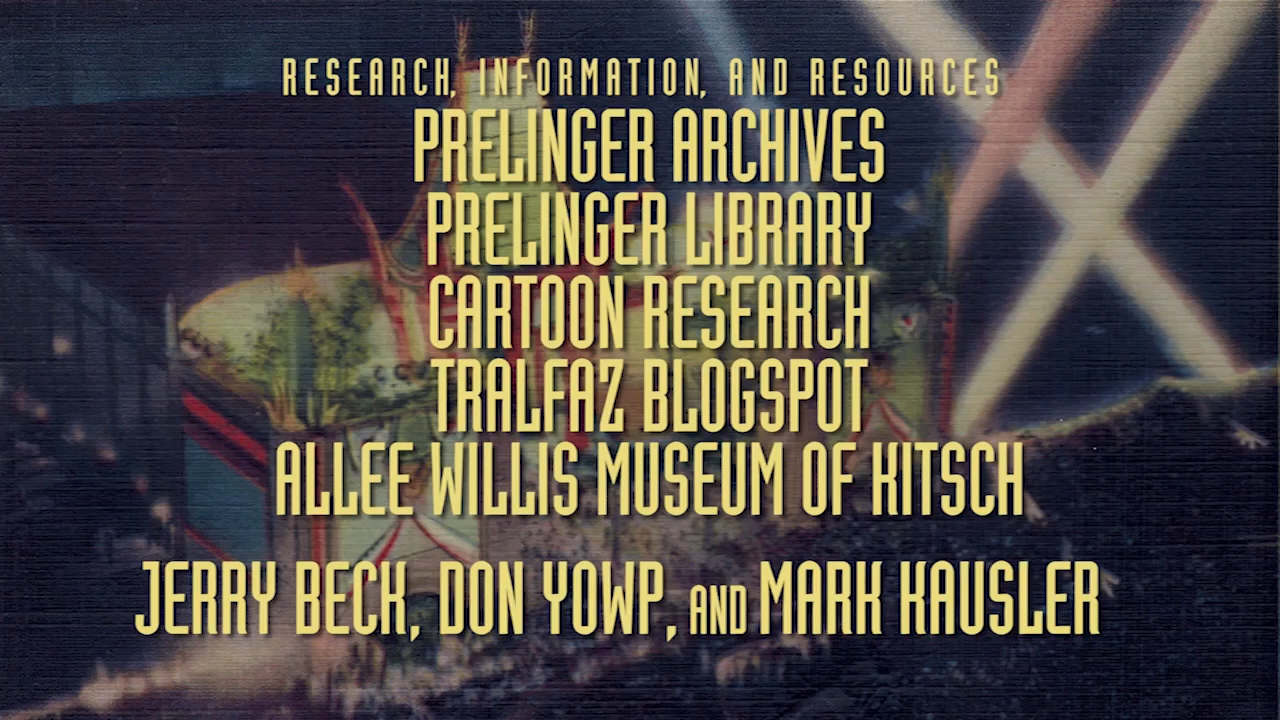 RESEARCH, INFORMATION, AND RESOURCES
PRELINGER ARCHIVES
PRELINGER LIBRARY
CARTOON RESEARCH
TRALFAZ BLOGSPOT
ALLEE WILLIS MUSEUM OF KITSCH
JERRY BECK, DON YOWP, AND MARK KAUSLER